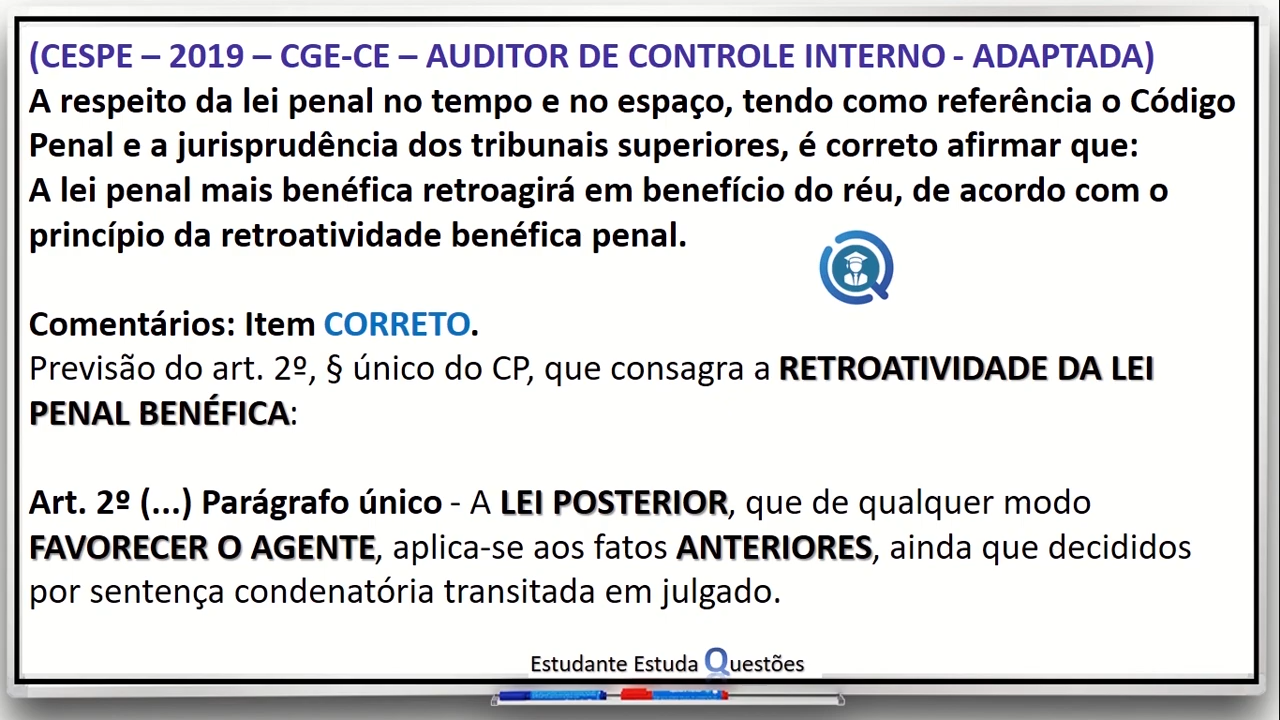 (CESPE – 2019 – CGE-CE – AUDITOR DE CONTROLE INTERNO - ADAPTADA)
A respeito da lei penal no tempo e no espaço, tendo como referência o Código
Penal e a jurisprudência dos tribunais superiores, é correto afirmar que:
A lei penal mais benéfica retroagirá em benefício do réu, de acordo com o
princípio da retroatividade benéfica penal.
Comentários: Item CORRETO.
Previsão do art. 2º, § único do CP, que consagra a RETROATIVIDADE DA LEI
PENAL BENÉFICA:
Art. 2º (...) Parágrafo único - A LEI POSTERIOR, que de qualquer modo
FAVORECER O AGENTE, aplica-se aos fatos ANTERIORES, ainda que decididos
por sentença condenatória transitada em julgado.
Estudante Estuda Questões